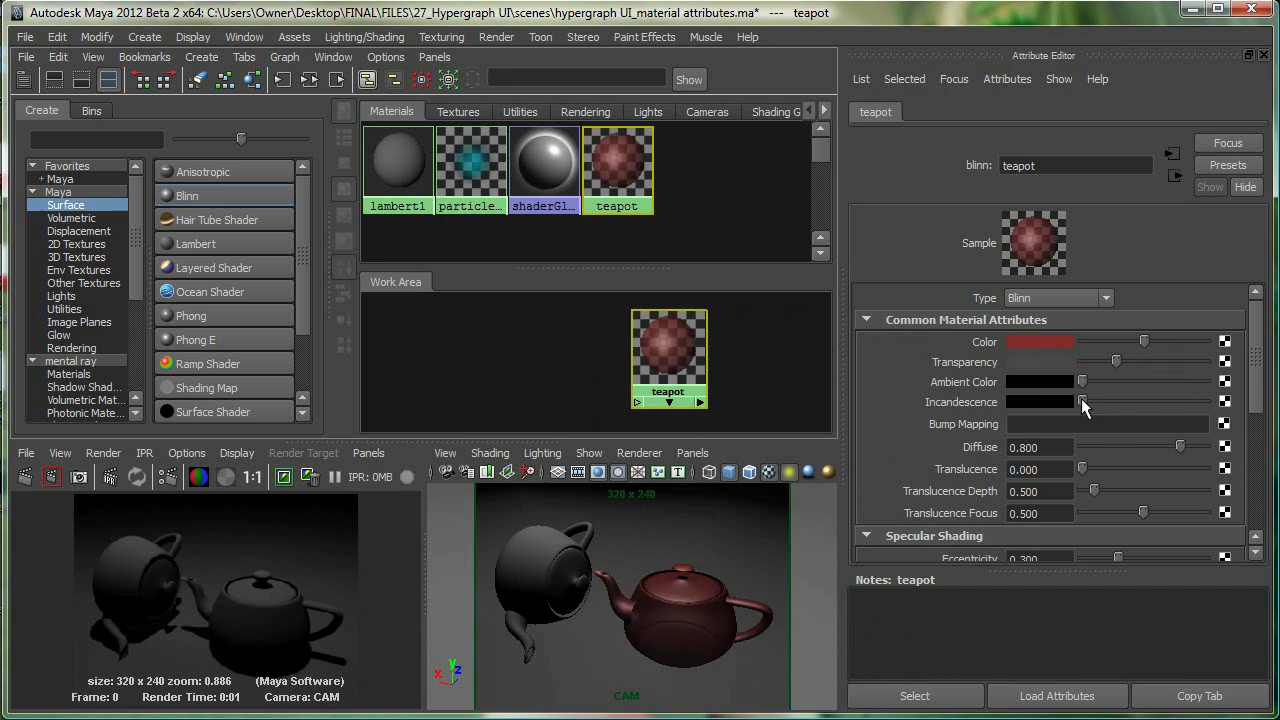 Autodesk Maya 2012 Beta 2 x64: C:\Users\Owner\Desktop\FINAL\FILES\27_Hypergraph UI\scenes\hypergraph UI_material attributes.ma* --- teapot
File Edit Modify Create Display Window Assets Lighting/Shading Texturing Render Toon Stereo Paint Effects Muscle Help
File Edit View Bookmarks Create Tabs Graph Window Options Panels
Show
Create Bins
Favorites
+ Maya
Maya
Surface
Volumetric
Displacement
2D Textures
3D Textures
Env Textures
Other Textures
Lights
Utilities
Image Planes
Glow
Rendering
mental ray
Materials
Shadow Shad...
Volumetric Mat...
Photonic Mate...
Anisotropic
Blinn
Hair Tube Shader
Lambert
Layered Shader
Ocean Shader
Phong
Phong E
Ramp Shader
Shading Map
Surface Shader
Materials Textures Utilities Rendering Lights Cameras Shading G
lambert1 particle... shaderGl... teapot
Work Area
teapot
Attribute Editor
List Selected Focus Attributes Show Help
teapot
blinn: teapot
Focus
Presets
Show Hide
Sample
Type Blinn
Common Material Attributes
Color
Transparency
Ambient Color
Incandescence
Bump Mapping
Diffuse 0.800
Translucence 0.000
Translucence Depth 0.500
Translucence Focus 0.500
Specular Shading
Eccentricity 0.300
Notes: teapot
Select Load Attributes Copy Tab
File View Render IPR Options Display Render Target Panels
1:1 IPR: 0MB
size: 320 x 240 zoom: 0.886 (Maya Software)
Frame: 0 Render Time: 0:01 Camera: CAM
View Shading Lighting Show Renderer Panels
320 x 240
y
x z
CAM